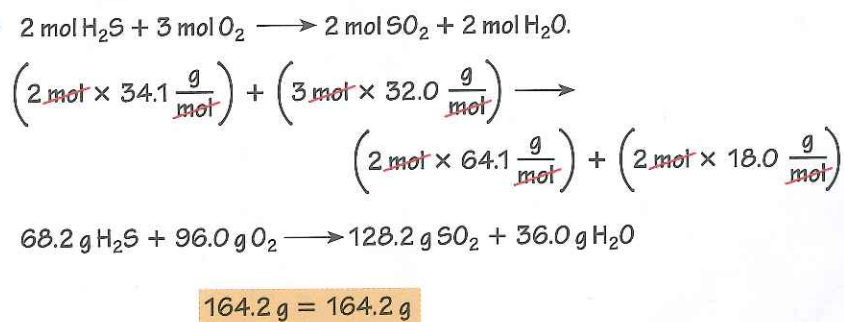 2 mol H₂S + 3 mol O₂ ⟶ 2 mol SO₂ + 2 mol H₂O.
(2 mol × 34.1 g/mol) + (3 mol × 32.0 g/mol) ⟶
(2 mol × 64.1 g/mol) + (2 mol × 18.0 g/mol)
68.2 g H₂S + 96.0 g O₂ ⟶ 128.2 g SO₂ + 36.0 g H₂O
164.2 g = 164.2 g